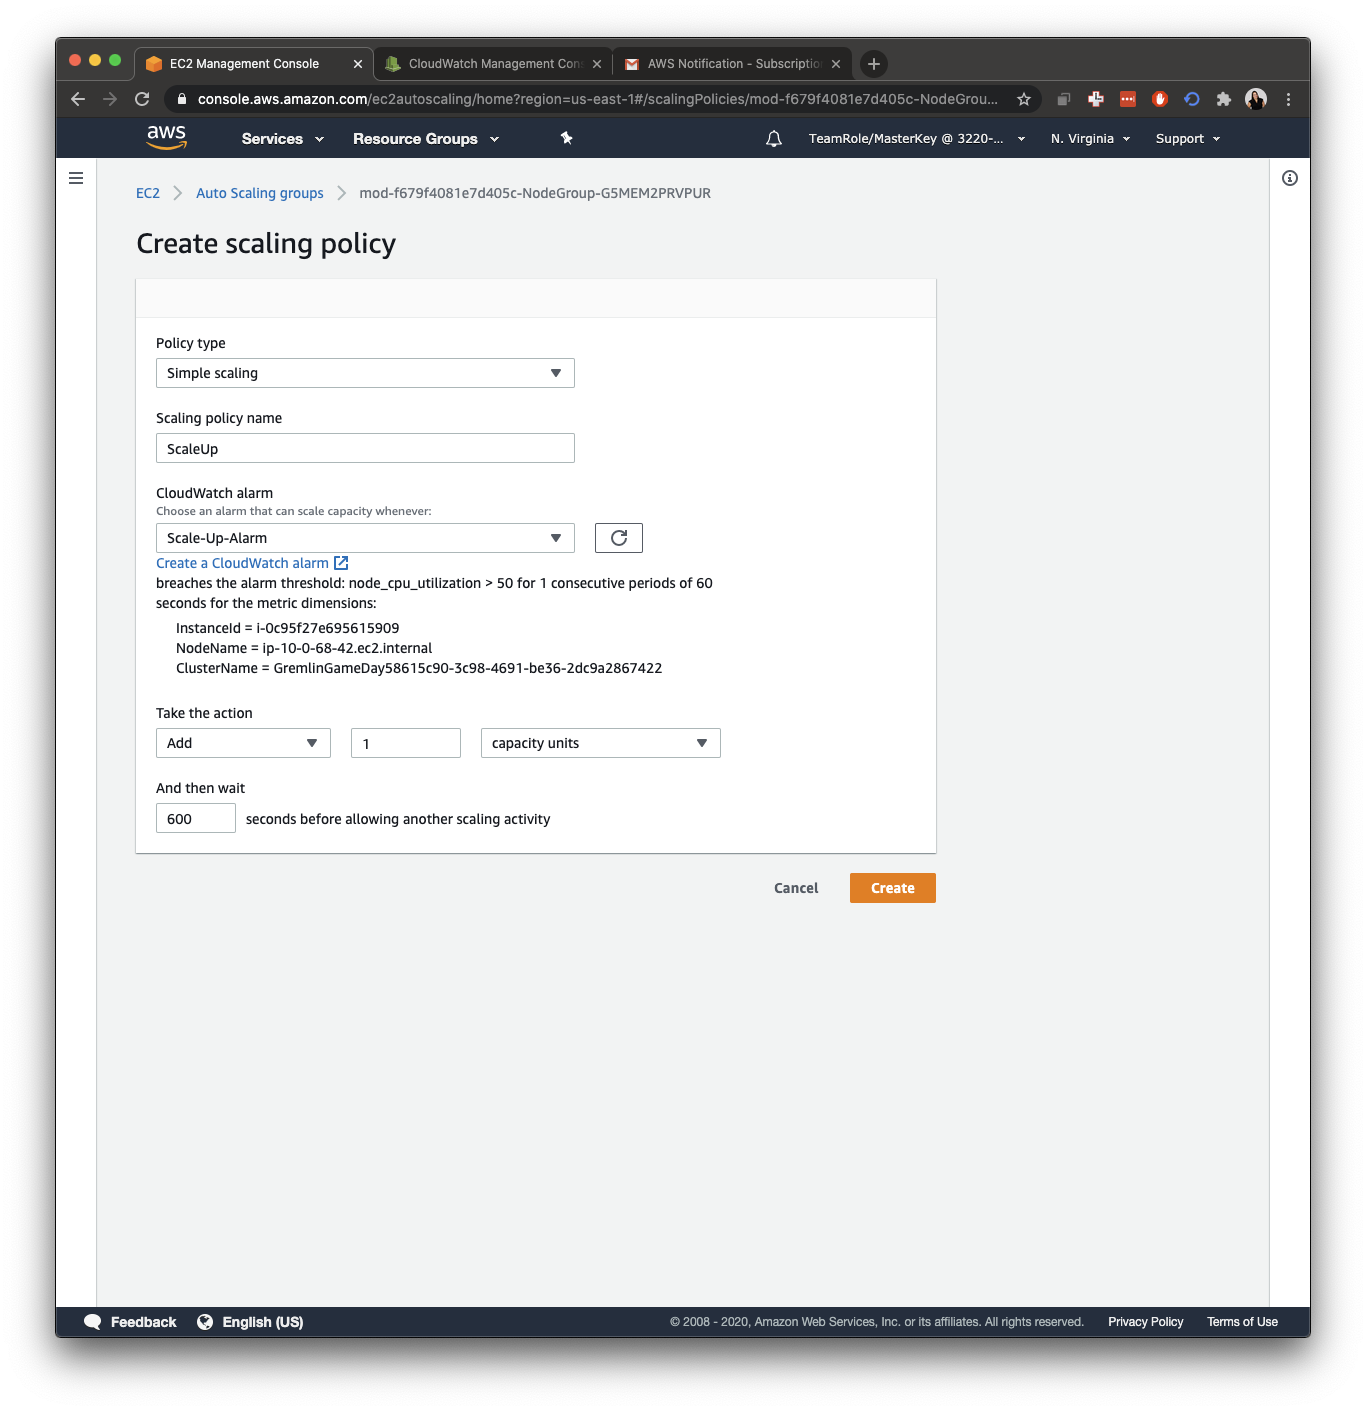 EC2 Management Console
CloudWatch Management Con
AWS Notification - Subscriptio
console.aws.amazon.com/ec2autoscaling/home?region=us-east-1#/scalingPolicies/mod-f679f4081e7d405c-NodeGrou...
aws Services Resource Groups TeamRole/MasterKey @ 3220-... N. Virginia Support
EC2 > Auto Scaling groups > mod-f679f4081e7d405c-NodeGroup-G5MEM2PRVPUR
Create scaling policy
Policy type
Simple scaling
Scaling policy name
ScaleUp
CloudWatch alarm
Choose an alarm that can scale capacity whenever:
Scale-Up-Alarm
Create a CloudWatch alarm
breaches the alarm threshold: node_cpu_utilization > 50 for 1 consecutive periods of 60
seconds for the metric dimensions:
InstanceId = i-0c95f27e695615909
NodeName = ip-10-0-68-42.ec2.internal
ClusterName = GremlinGameDay58615c90-3c98-4691-be36-2dc9a2867422
Take the action
Add 1 capacity units
And then wait
600 seconds before allowing another scaling activity
Cancel Create
Feedback English (US) © 2008 - 2020, Amazon Web Services, Inc. or its affiliates. All rights reserved. Privacy Policy Terms of Use